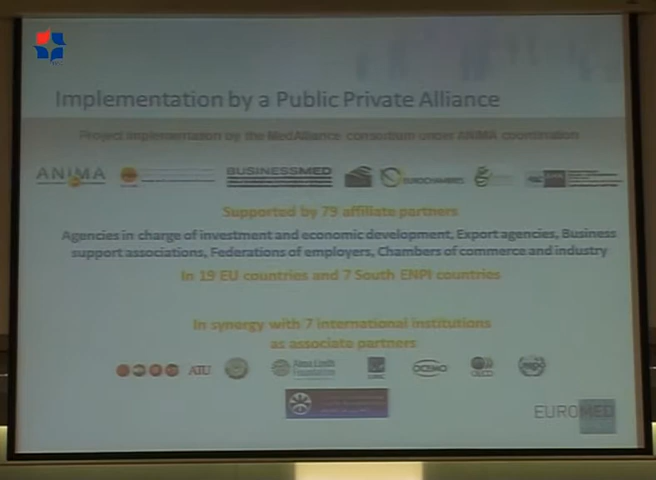 Implementation by a Public Private Alliance
Project implementation by the MedAlliance consortium under ANIMA coordination
ANIMA
BUSINESSMED
EUROCHAMBRES
Supported by 79 affiliate partners
Agencies in charge of investment and economic development, Export agencies, Business
support associations, Federations of employers, Chambers of commerce and industry
In 19 EU countries and 7 South ENPI countries
In synergy with 7 international institutions
as associate partners
OCEMO
OECD
EUROMED